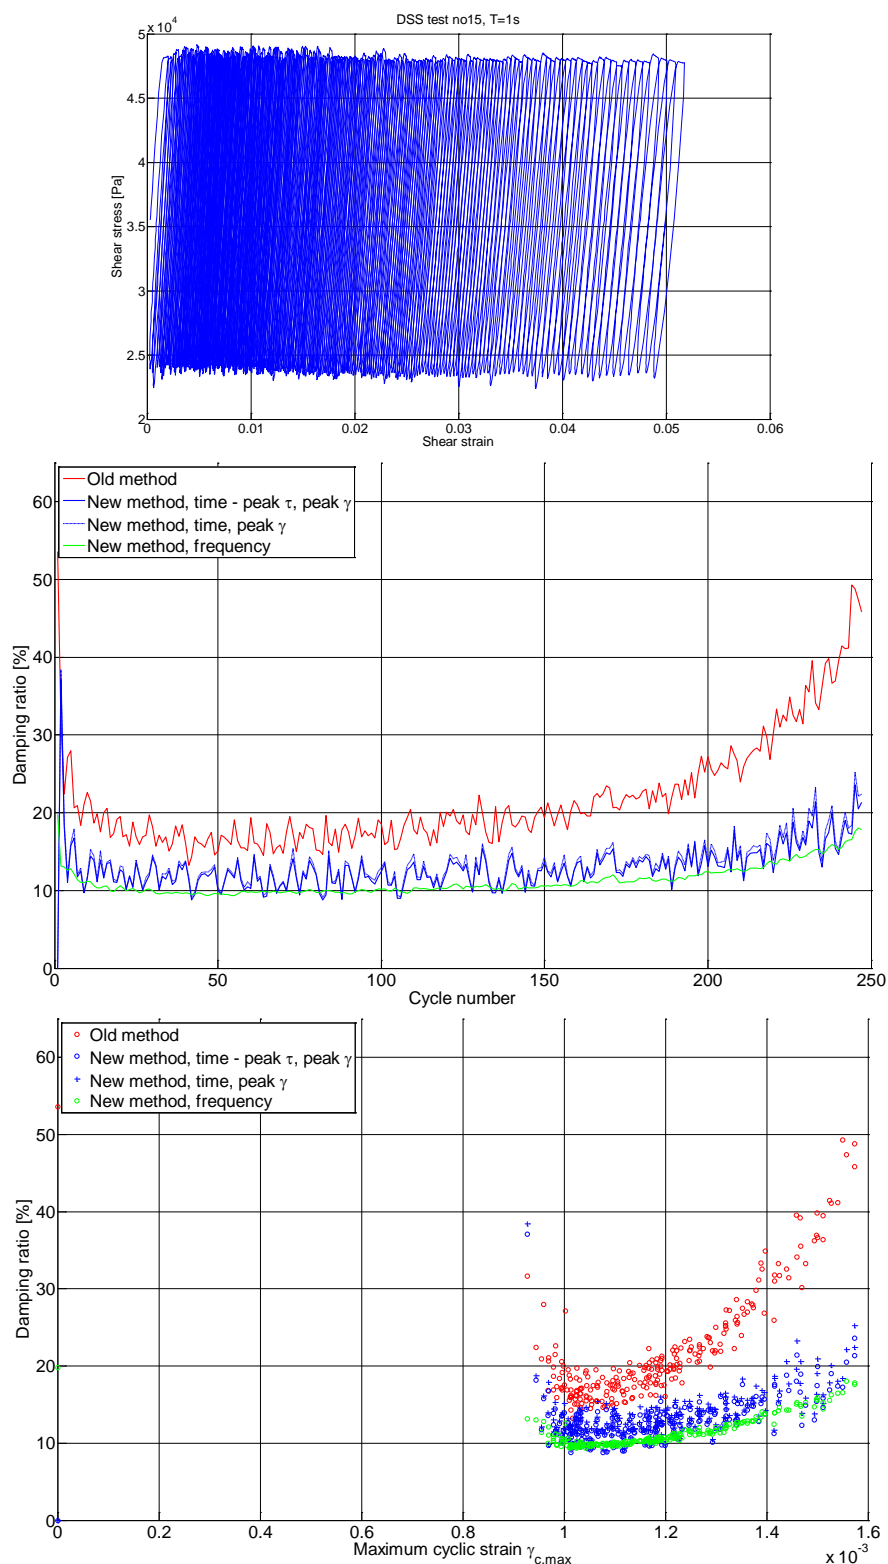 DSS test no15, T=1s
x 10^4
5
4.5
4
3.5
3
2.5
2
Shear stress [Pa]
0 0.01 0.02 0.03 0.04 0.05 0.06
Shear strain
Old method
New method, time - peak τ, peak γ
New method, time, peak γ
New method, frequency
60
50
40
30
20
10
0
Damping ratio [%]
0 50 100 150 200 250
Cycle number
Old method
New method, time - peak τ, peak γ
New method, time, peak γ
New method, frequency
60
50
40
30
20
10
0
Damping ratio [%]
0 0.2 0.4 0.6 0.8 1 1.2 1.4 1.6
Maximum cyclic strain γc,max
x 10^-3